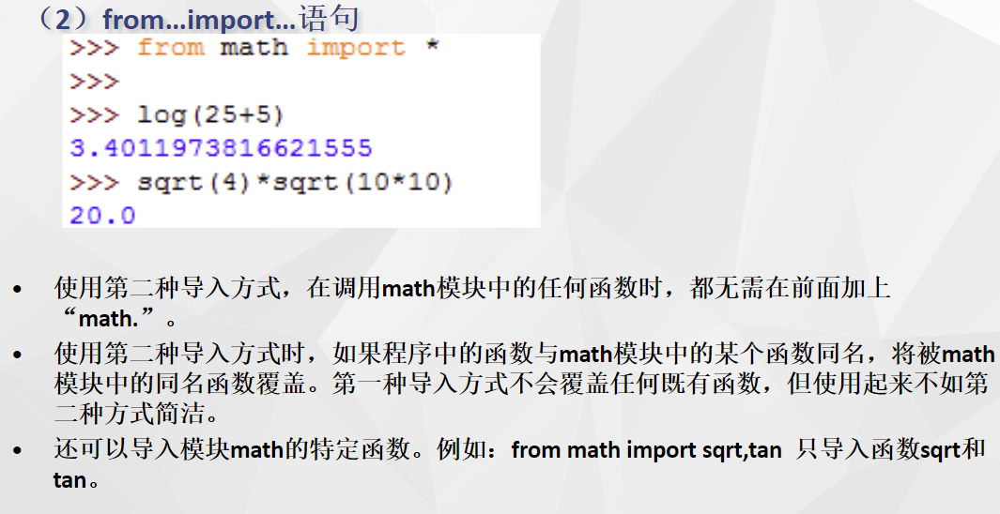 （2）from…import…语句
>>> from math import *
>>>
>>> log(25+5)
3.4011973816621555
>>> sqrt(4)*sqrt(10*10)
20.0
• 使用第二种导入方式，在调用math模块中的任何函数时，都无需在前面加上
“math.”。
• 使用第二种导入方式时，如果程序中的函数与math模块中的某个函数同名，将被math
模块中的同名函数覆盖。第一种导入方式不会覆盖任何既有函数，但使用起来不如第
二种方式简洁。
• 还可以导入模块math的特定函数。例如：from math import sqrt,tan 只导入函数sqrt和
tan。